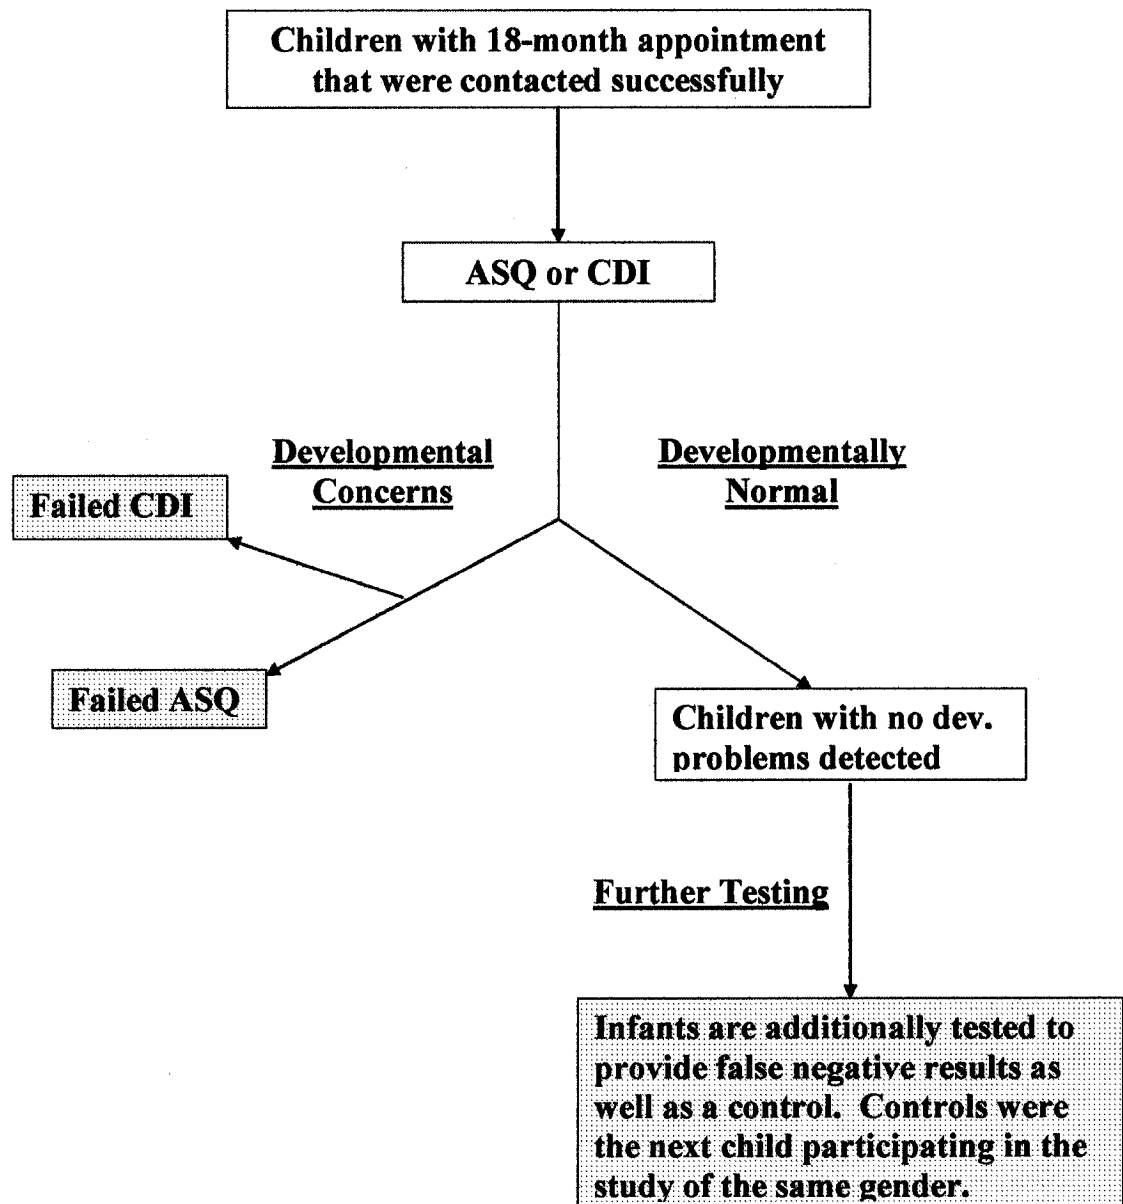 Children with 18-month appointment
that were contacted successfully
ASQ or CDI
Developmental
Concerns
Developmentally
Normal
Failed CDI
Failed ASQ
Children with no dev.
problems detected
Further Testing
Infants are additionally tested to
provide false negative results as
well as a control. Controls were
the next child participating in the
study of the same gender.